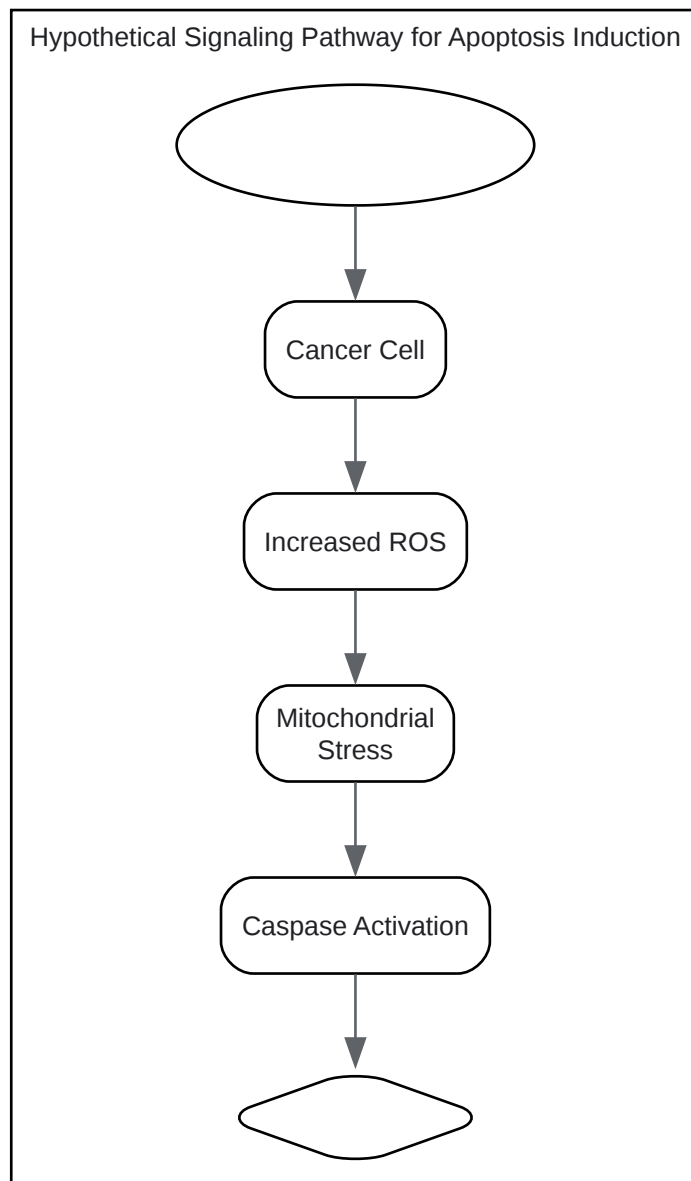 Hypothetical Signaling Pathway for Apoptosis Induction
Cancer Cell
Increased ROS
Mitochondrial
Stress
Caspase Activation